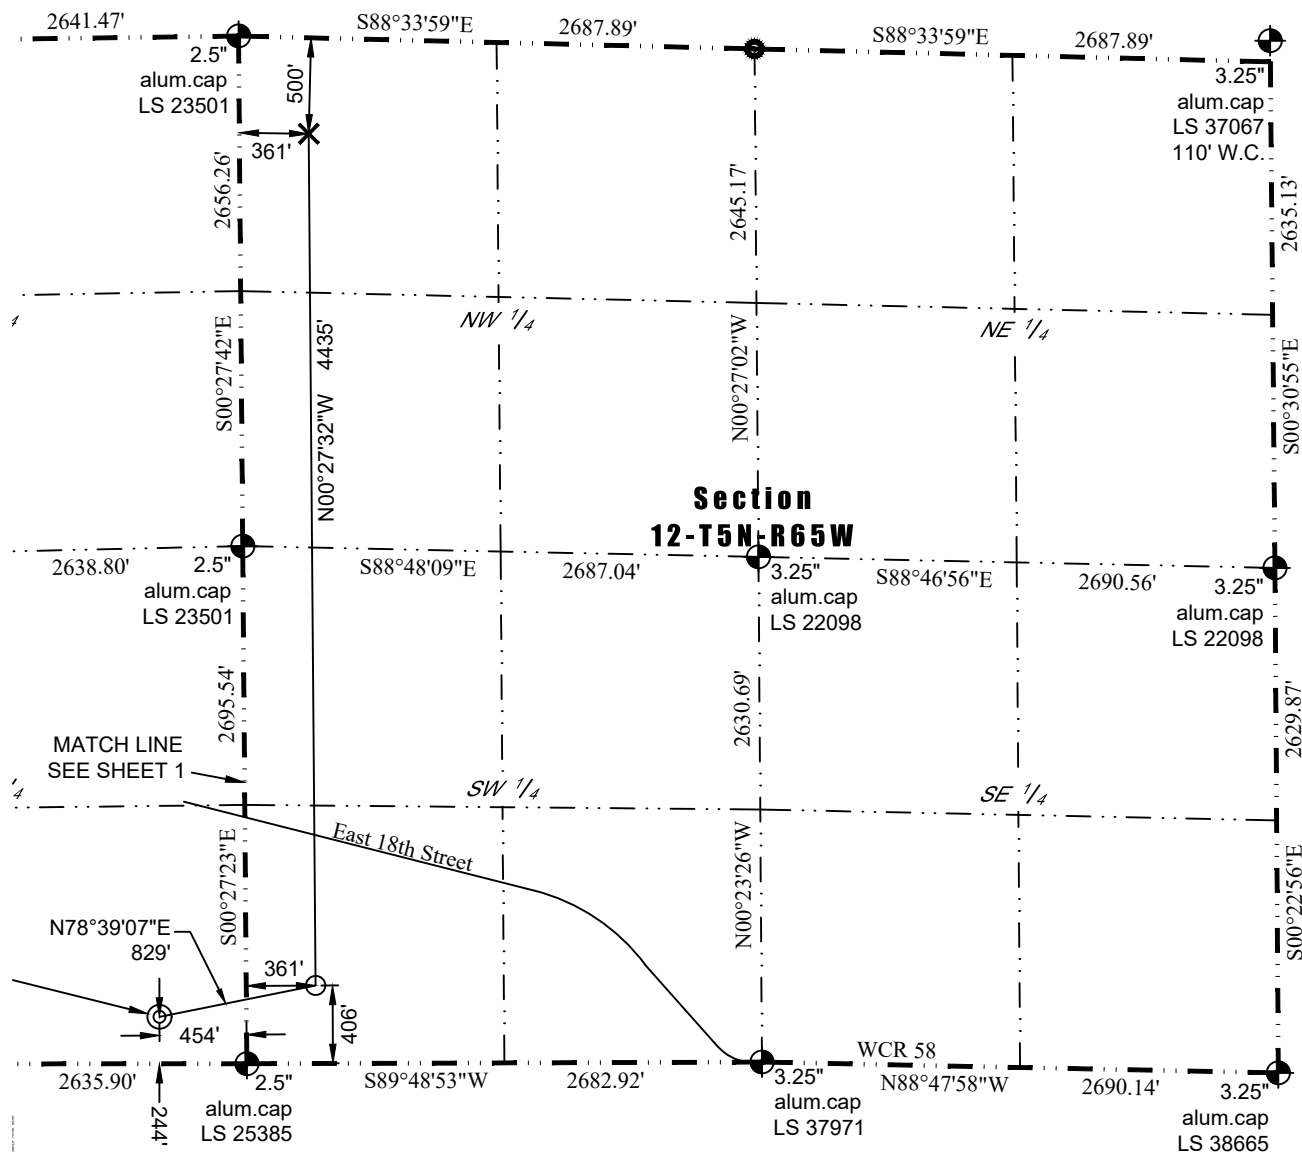 2641.47'
S88°33'59"E
2687.89'
S88°33'59"E
2687.89'
2.5"
alum.cap
LS 23501
500'
361'
3.25"
alum.cap
LS 37067
110' W.C.
2656.26'
2645.17'
2635.13'
NW 1/4
NE 1/4
S00°27'42"E
N00°27'32"W 4435'
N00°27'02"W
S00°30'55"E
Section
12-T5N-R65W
2638.80'
2.5"
alum.cap
LS 23501
S88°48'09"E
2687.04'
3.25"
alum.cap
LS 22098
S88°46'56"E
2690.56'
3.25"
alum.cap
LS 22098
2695.54'
2630.69'
2629.87'
MATCH LINE
SEE SHEET 1
SW 1/4
SE 1/4
East 18th Street
S00°27'23"E
N00°23'26"W
S00°22'56"E
N78°39'07"E
829'
361'
406'
454'
244'
WCR 58
2635.90'
2.5"
alum.cap
LS 25385
S89°48'53"W
2682.92'
3.25"
alum.cap
LS 37971
N88°47'58"W
2690.14'
3.25"
alum.cap
LS 38665